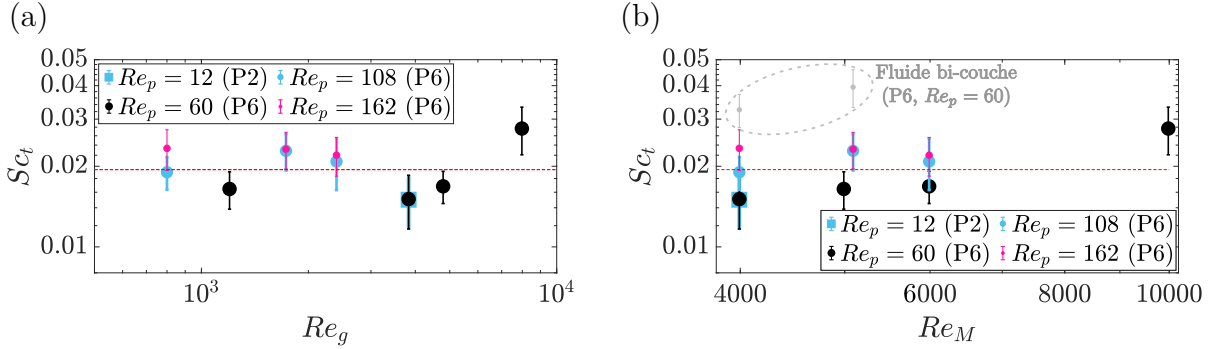 (a)
0.05
0.04
0.03
0.02
0.01
Sc_t
Re_p = 12 (P2)
Re_p = 108 (P6)
Re_p = 60 (P6)
Re_p = 162 (P6)
10^3
10^4
Re_g
(b)
0.05
0.04
0.03
0.02
0.01
Sc_t
Fluide bi-couche
(P6, Re_p = 60)
Re_p = 12 (P2)
Re_p = 108 (P6)
Re_p = 60 (P6)
Re_p = 162 (P6)
4000
6000
8000
10000
Re_M